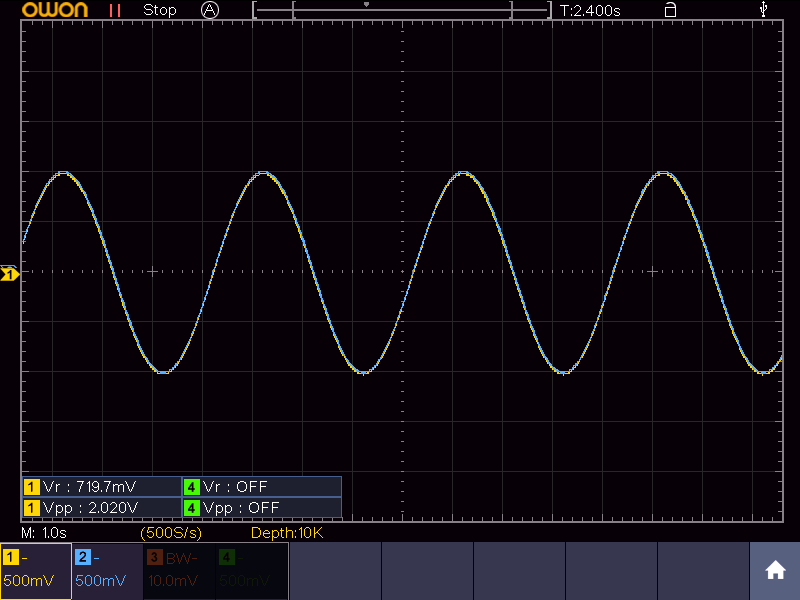 OWON Stop A T:2.400s
1
1 Vr : 719.7mV 4 Vr : OFF
1 Vpp : 2.020V 4 Vpp : OFF
M: 1.0s (500S/s) Depth:10K
1 - 2 - 3 BW- 4 -
500mV 500mV 10.0mV 500mV